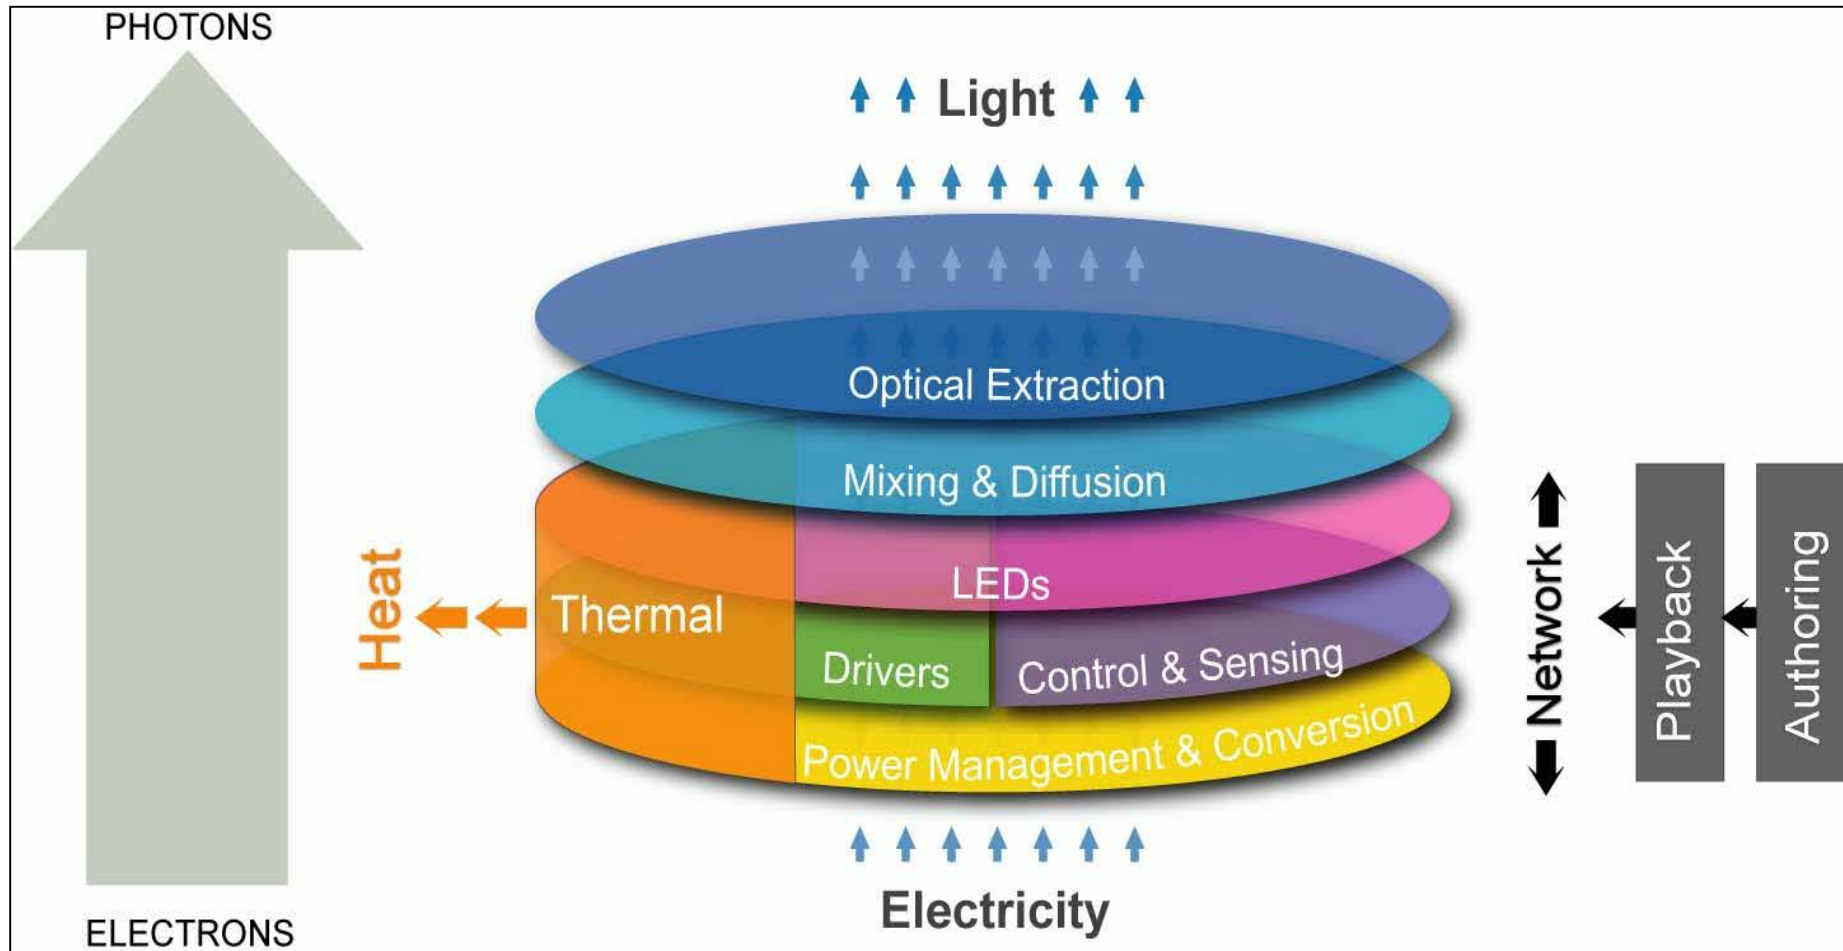 PHOTONS
Light
Optical Extraction
Mixing & Diffusion
LEDs
Heat
Thermal
Drivers
Control & Sensing
Power Management & Conversion
Network
Playback
Authoring
Electricity
ELECTRONS